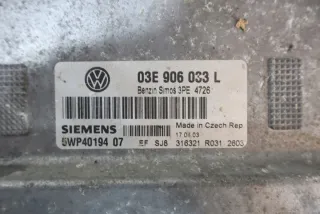 03E 906 033 L
Benzin Simos 3PE 4726
SIEMENS
Made in Czech Rep
17.09.03
5WP40194 07
EF SJ8 316321 R031 2603